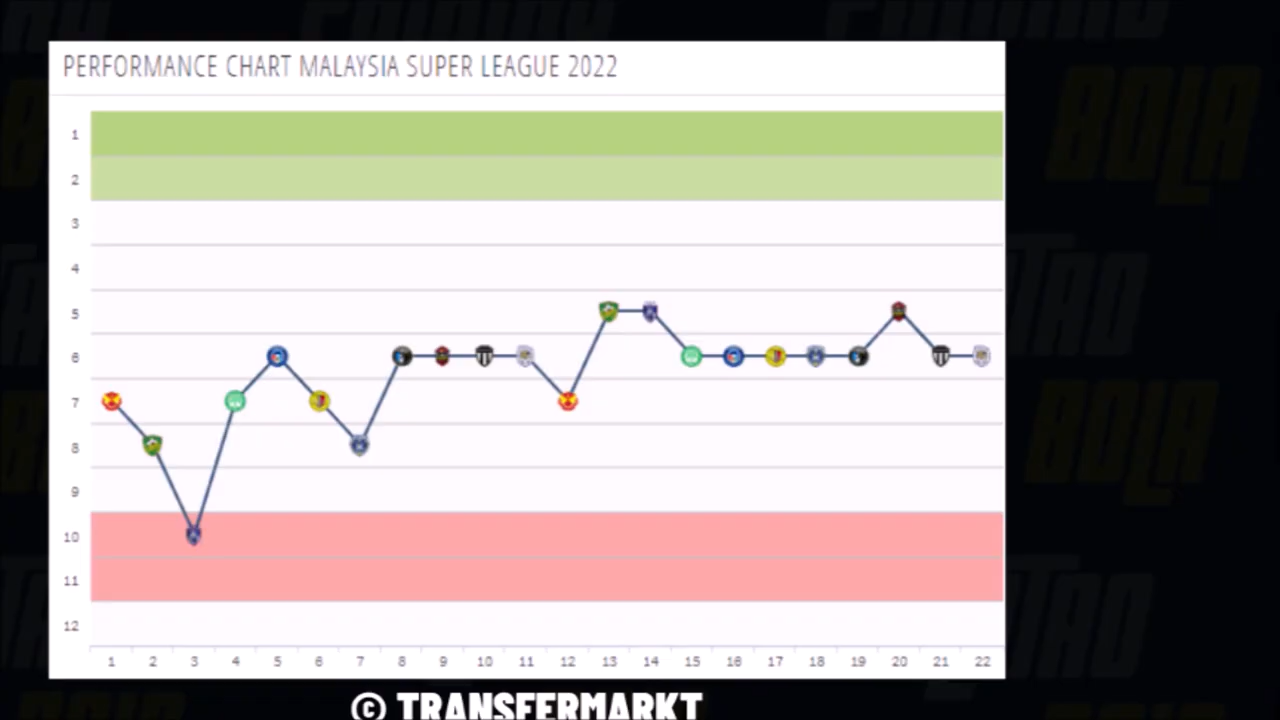 PERFORMANCE CHART MALAYSIA SUPER LEAGUE 2022
1
2
3
4
5
6
7
8
9
10
11
12
1 2 3 4 5 6 7 8 9 10 11 12 13 14 15 16 17 18 19 20 21 22
© TRANSFERMARKT
BOLA
BOLA